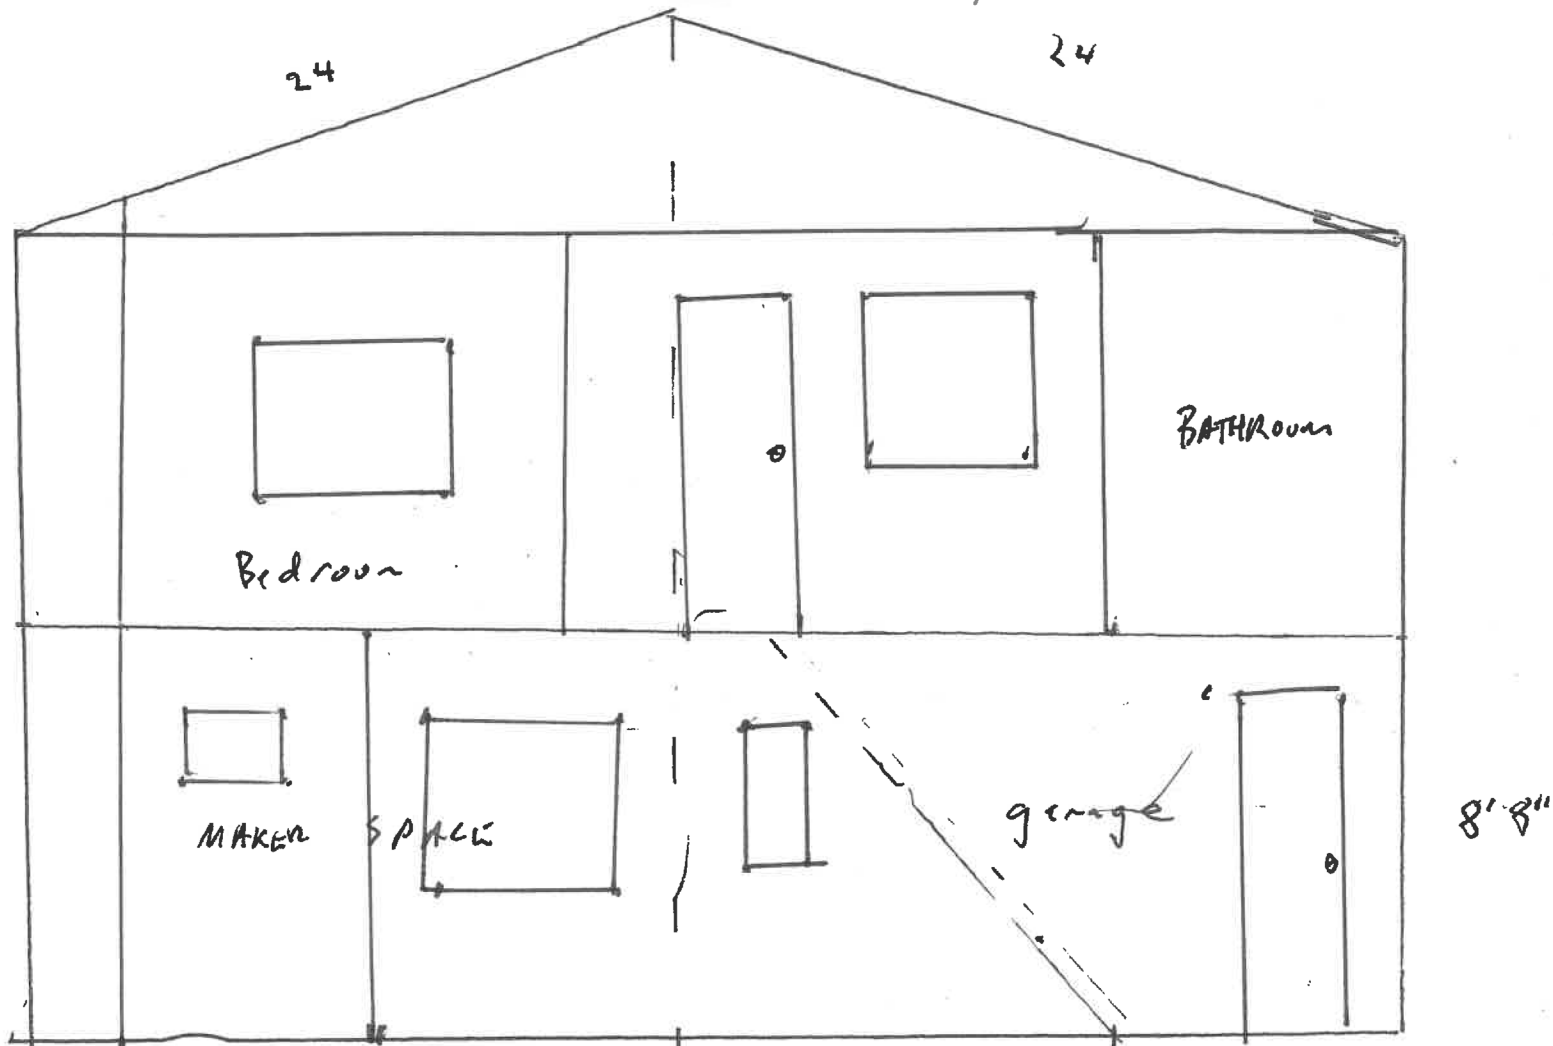 24
24
BATHROOM
Bedroom
MAKER SPACE
garage
8'-8"